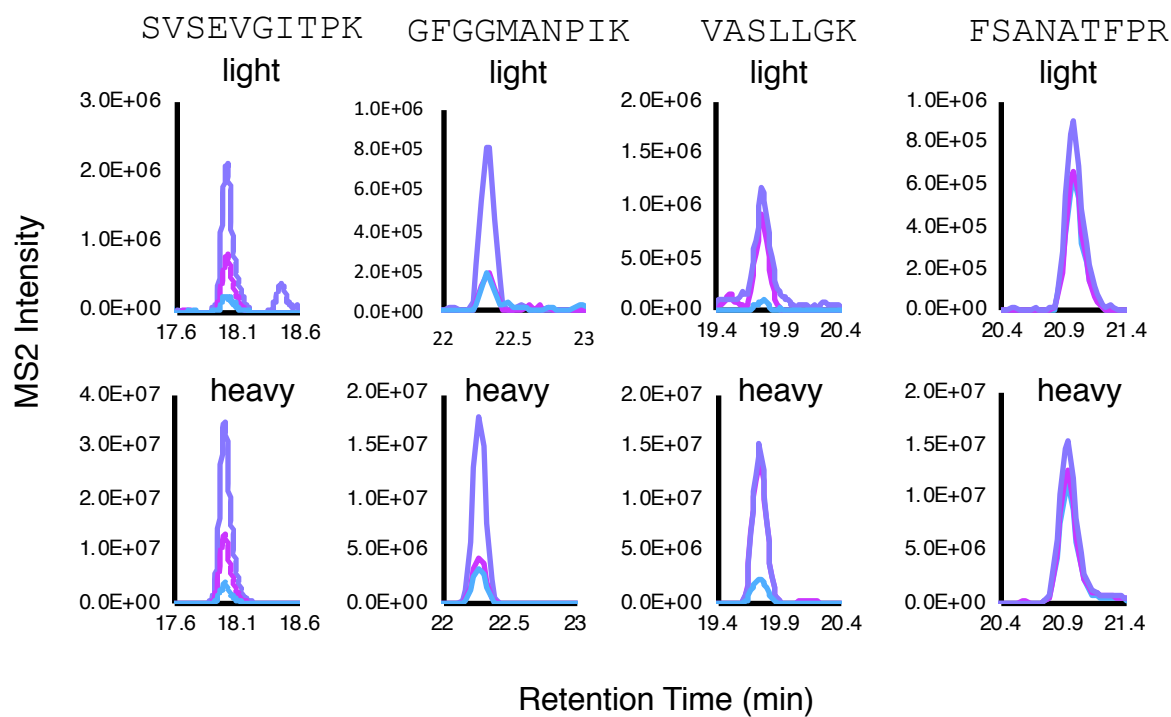 SVSEVGITPK GFGGMANPIK VASLLGK FSANATFPR
light light light light
3.0E+06 1.0E+06 2.0E+06 1.0E+06
8.0E+05 1.5E+06 8.0E+05
2.0E+06 6.0E+05 1.0E+06 6.0E+05
1.0E+06 4.0E+05 5.0E+05 4.0E+05
2.0E+05 2.0E+05
0.0E+00 0.0E+00 0.0E+00 0.0E+00
17.6 18.1 18.6 22 22.5 23 19.4 19.9 20.4 20.4 20.9 21.4
MS2 Intensity
heavy heavy heavy heavy
4.0E+07 2.0E+07 2.0E+07 2.0E+07
3.0E+07 1.5E+07 1.5E+07 1.5E+07
2.0E+07 1.0E+07 1.0E+07 1.0E+07
1.0E+07 5.0E+06 5.0E+06 5.0E+06
0.0E+00 0.0E+00 0.0E+00 0.0E+00
17.6 18.1 18.6 22 22.5 23 19.4 19.9 20.4 20.4 20.9 21.4
Retention Time (min)